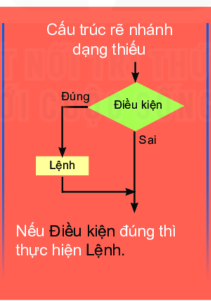 Cấu trúc rẽ nhánh
dạng thiếu
Đúng
Điều kiện
Sai
Lệnh
Nếu Điều kiện đúng thì
thực hiện Lệnh.